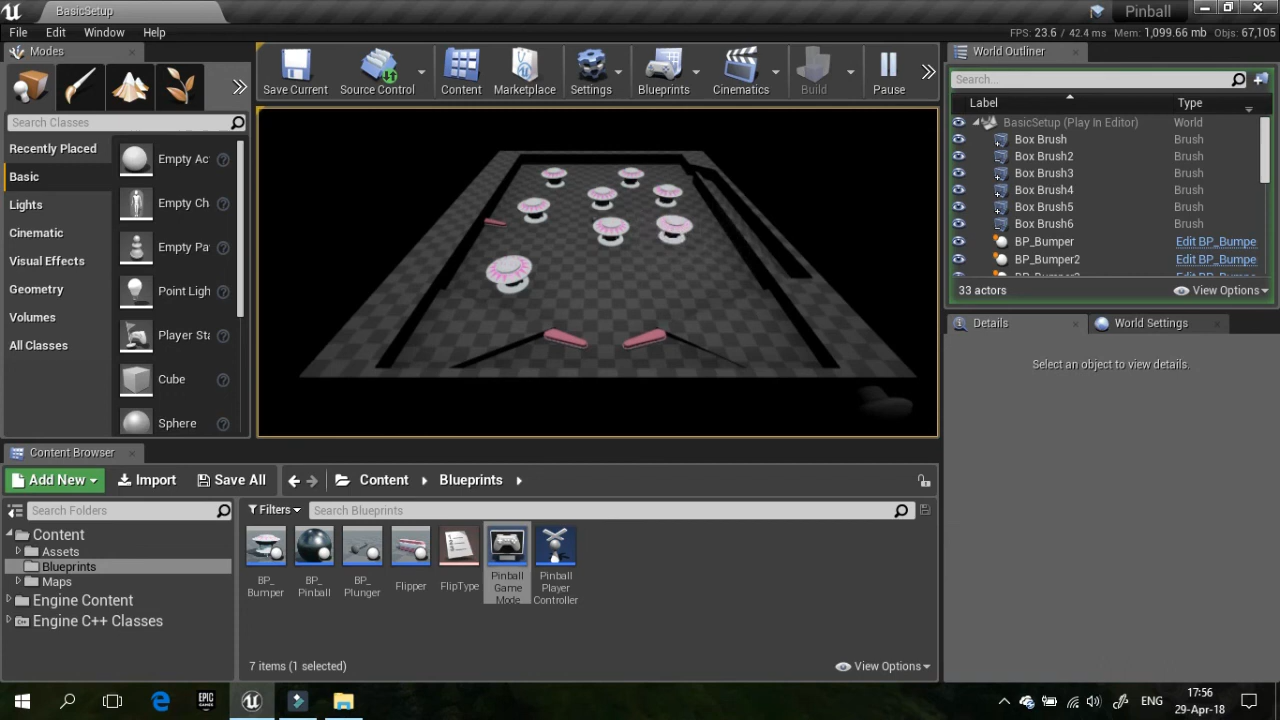 BasicSetup
Pinball
File Edit Window Help
FPS: 23.6 / 42.4 ms Mem: 1,099.66 mb Objs: 67,105
Modes
Search Classes
Recently Placed
Basic
Lights
Cinematic
Visual Effects
Geometry
Volumes
All Classes
Empty Ac
Empty Ch
Empty Pa
Point Ligh
Player Sta
Cube
Sphere
Save Current Source Control Content Marketplace Settings Blueprints Cinematics Build Pause
World Outliner
Search...
Label Type
BasicSetup (Play In Editor) World
Box Brush Brush
Box Brush2 Brush
Box Brush3 Brush
Box Brush4 Brush
Box Brush5 Brush
Box Brush6 Brush
BP_Bumper Edit BP_Bumpe
BP_Bumper2 Edit BP_Bumpe
33 actors View Options
Details World Settings
Select an object to view details.
Content Browser
Add New Import Save All Content Blueprints
Search Folders
Filters Search Blueprints
Content
Assets
Blueprints
Maps
Engine Content
Engine C++ Classes
BP_
Bumper
BP_
Pinball
BP_
Plunger
Flipper
FlipType
Pinball
Game
Mode
Pinball
Player
Controller
7 items (1 selected) View Options
EPIC
GAMES
ENG
17:56
29-Apr-18